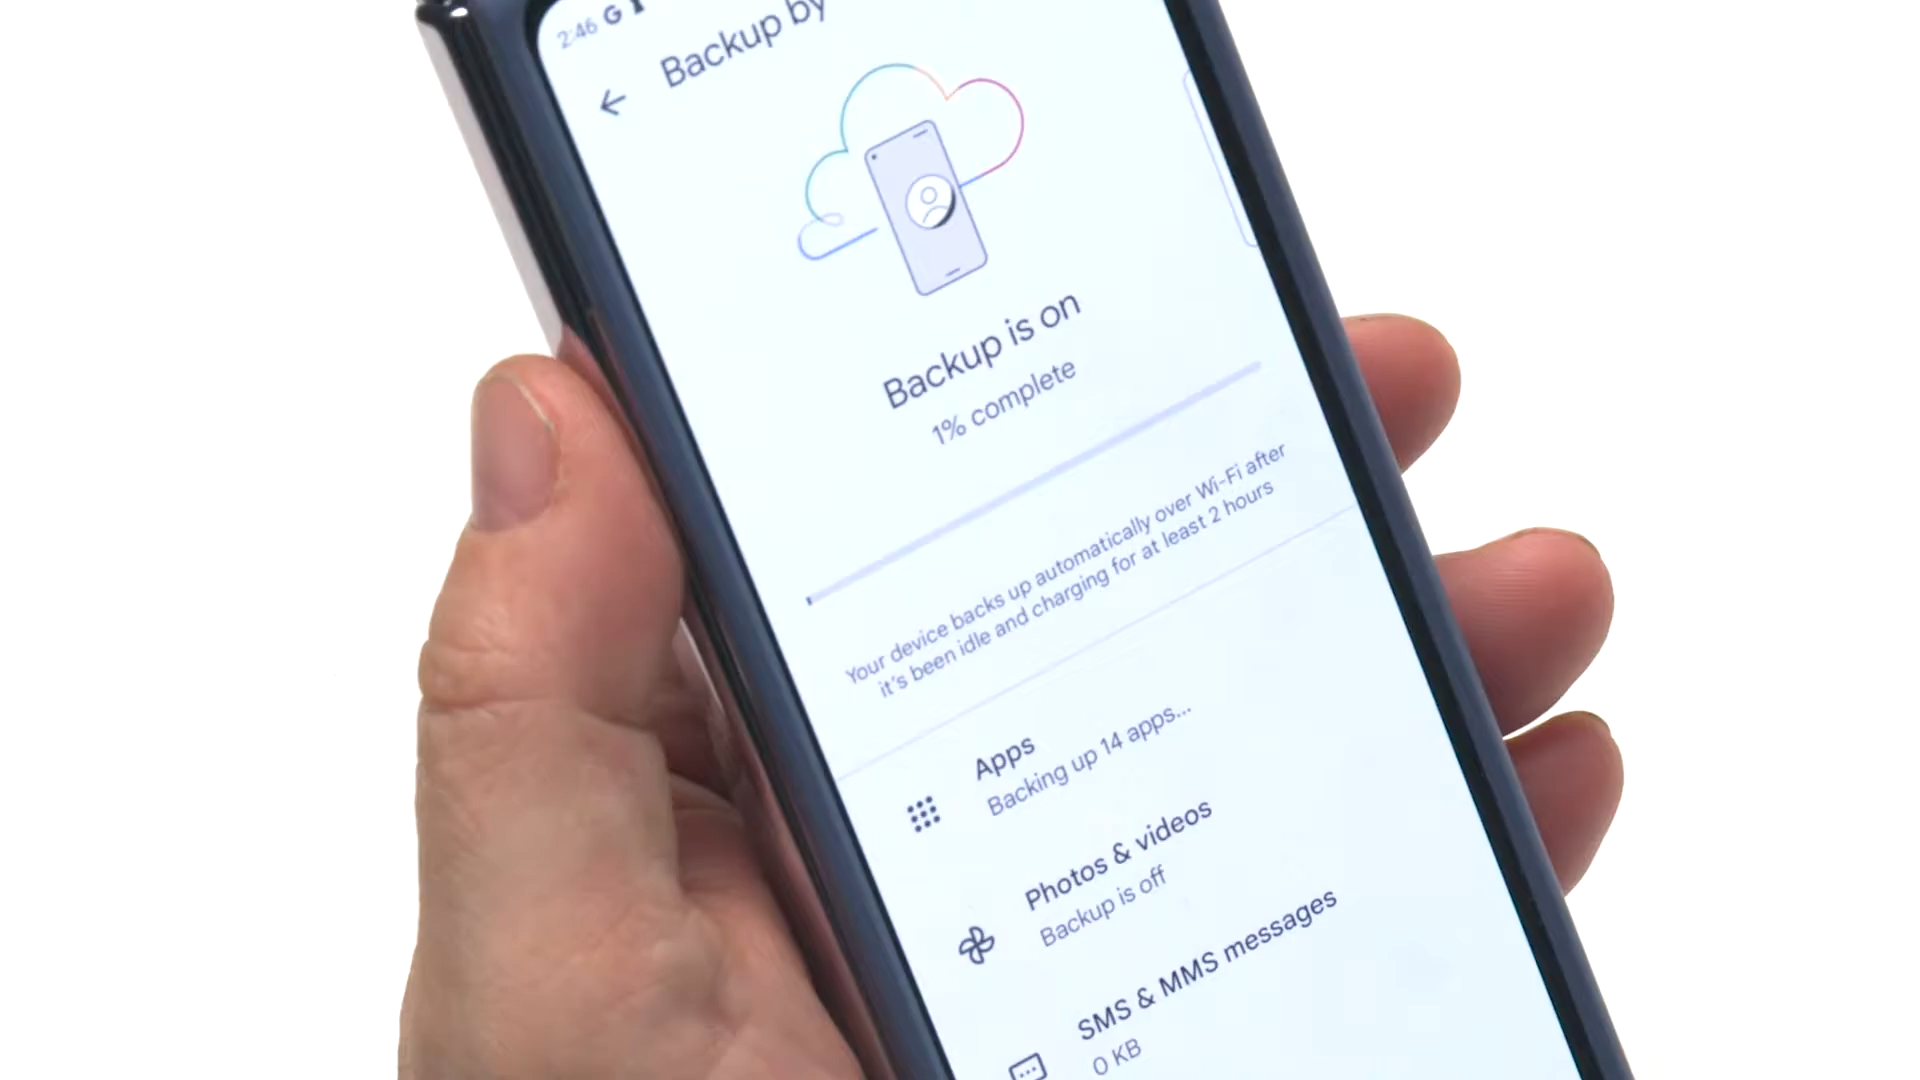 2:46 G
Backup by
Backup is on
1% complete
Your device backs up automatically over Wi-Fi after
it's been idle and charging for at least 2 hours
Apps
Backing up 14 apps...
Photos & videos
Backup is off
SMS & MMS messages
0 KB